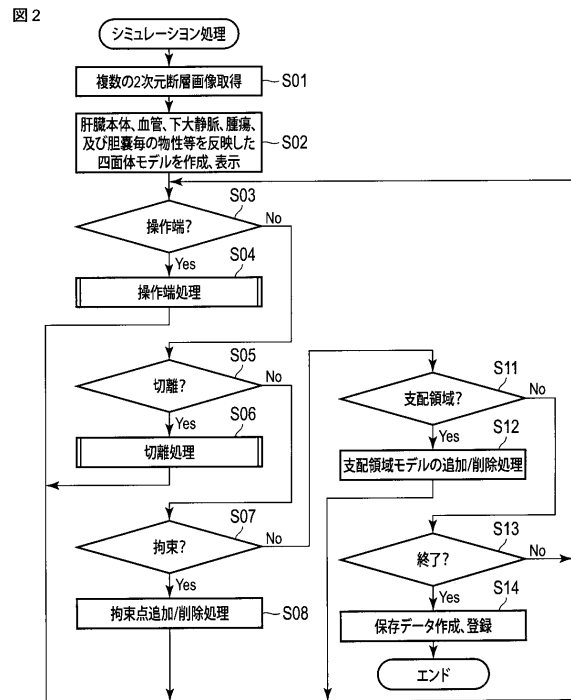 図2
シミュレーション処理
複数の2次元断層画像取得
S01
肝臓本体、血管、下大静脈、腫瘍、
及び胆嚢毎の物性等を反映した
四面体モデルを作成、表示
S02
操作端?
S03
No
Yes
S04
操作端処理
切離?
S05
No
Yes
S06
切離処理
拘束?
S07
No
Yes
拘束点追加/削除処理
S08
支配領域?
S11
No
Yes
S12
支配領域モデルの追加/削除処理
終了?
S13
No
Yes
S14
保存データ作成、登録
エンド